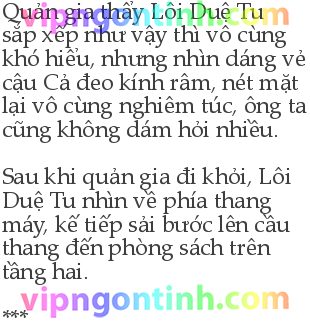 Quản gia thấy Lôi Duệ Tu
sắp xếp như vậy thì vô cùng
khó hiểu, nhưng nhìn dáng vẻ
cậu Cả đeo kính râm, nét mặt
lại vô cùng nghiêm túc, ông ta
cũng không dám hỏi nhiều.
Sau khi quản gia đi khỏi, Lôi
Duệ Tu nhìn về phía thang
máy, kế tiếp sải bước lên cầu
thang đến phòng sách trên
tầng hai.
***
vipngontinh.com
vipngontinh.com